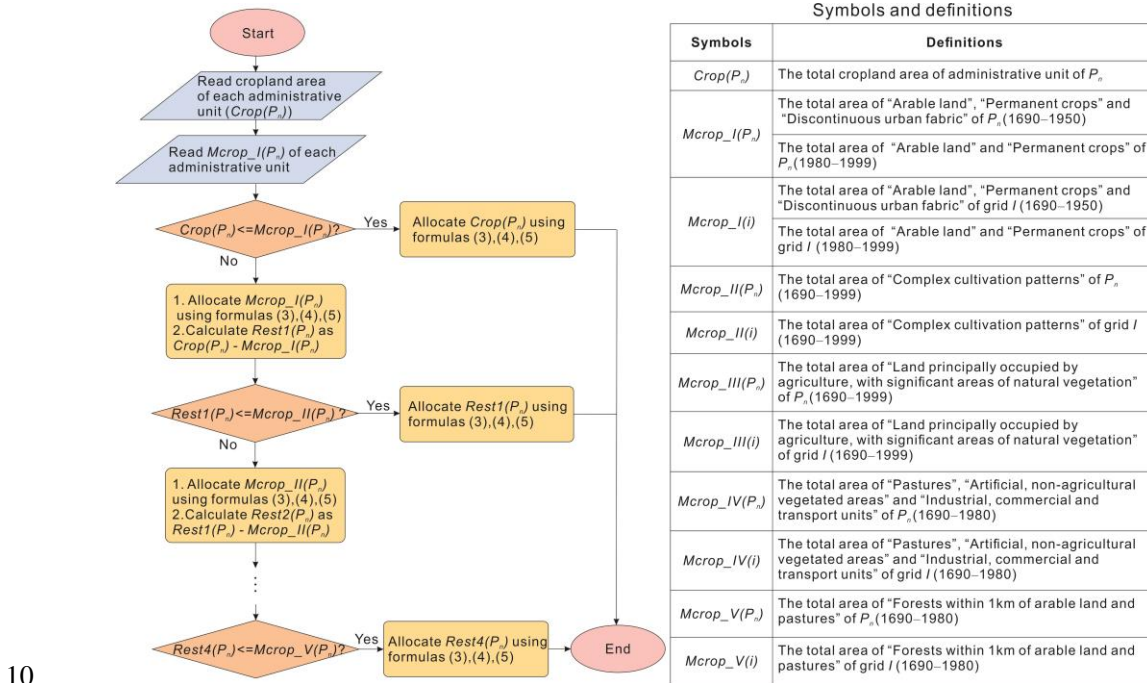 Start
Read cropland area
of each administrative
unit (Crop(Pₙ))
Read Mcrop_I(Pₙ) of each
administrative unit
Crop(Pₙ)<=Mcrop_I(Pₙ)?
Yes
Allocate Crop(Pₙ) using
formulas (3),(4),(5)
No
1. Allocate Mcrop_I(Pₙ)
using formulas (3),(4),(5)
2.Calculate Rest1(Pₙ) as
Crop(Pₙ) - Mcrop_I(Pₙ)
Rest1(Pₙ)<=Mcrop_II(Pₙ)?
Yes
Allocate Rest1(Pₙ) using
formulas (3),(4),(5)
No
1. Allocate Mcrop_II(Pₙ)
using formulas (3),(4),(5)
2. Calculate Rest2(Pₙ) as
Rest1(Pₙ) - Mcrop_II(Pₙ)
Rest4(Pₙ)<=Mcrop_V(Pₙ)?
Yes
Allocate Rest4(Pₙ) using
formulas (3),(4),(5)
End
Symbols and definitions
Symbols
Definitions
Crop(Pₙ)
The total cropland area of administrative unit of Pₙ
Mcrop_I(Pₙ)
The total area of “Arable land”, “Permanent crops” and
“Discontinuous urban fabric” of Pₙ(1690–1950)
The total area of “Arable land” and “Permanent crops” of
Pₙ(1980–1999)
Mcrop_I(i)
The total area of “Arable land”, “Permanent crops” and
“Discontinuous urban fabric” of grid I (1690–1950)
The total area of “Arable land” and “Permanent crops” of
grid I (1980–1999)
Mcrop_II(Pₙ)
The total area of “Complex cultivation patterns” of Pₙ
(1690–1999)
Mcrop_II(i)
The total area of “Complex cultivation patterns” of grid I
(1690–1999)
Mcrop_III(Pₙ)
The total area of “Land principally occupied by
agriculture, with significant areas of natural vegetation”
of Pₙ(1690–1999)
Mcrop_III(i)
The total area of “Land principally occupied by
agriculture, with significant areas of natural vegetation”
of grid I (1690–1999)
Mcrop_IV(Pₙ)
The total area of “Pastures”, “Artificial, non-agricultural
vegetated areas” and “Industrial, commercial and
transport units” of Pₙ(1690–1980)
Mcrop_IV(i)
The total area of “Pastures”, “Artificial, non-agricultural
vegetated areas” and “Industrial, commercial and
transport units” of grid I (1690–1980)
Mcrop_V(Pₙ)
The total area of “Forests within 1km of arable land and
pastures” of Pₙ(1690–1980)
Mcrop_V(i)
The total area of “Forests within 1km of arable land and
pastures” of grid I (1690–1980)
10